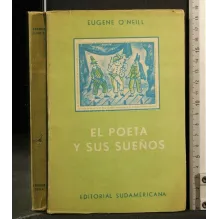 EUGENE O'NEILL
EL POETA
Y SUS SUEÑOS
EDITORIAL SUDAMERICANA